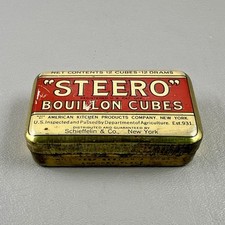 NET CONTENTS 12 CUBES-12 DRAMS
"STEERO"
BOUILLON CUBES
AMERICAN KITCHEN PRODUCTS COMPANY, NEW YORK
U.S. Inspected and Passed by Department of Agriculture. Est. 931.
DISTRIBUTED AND GUARANTEED BY
Schieffelin & Co., New York